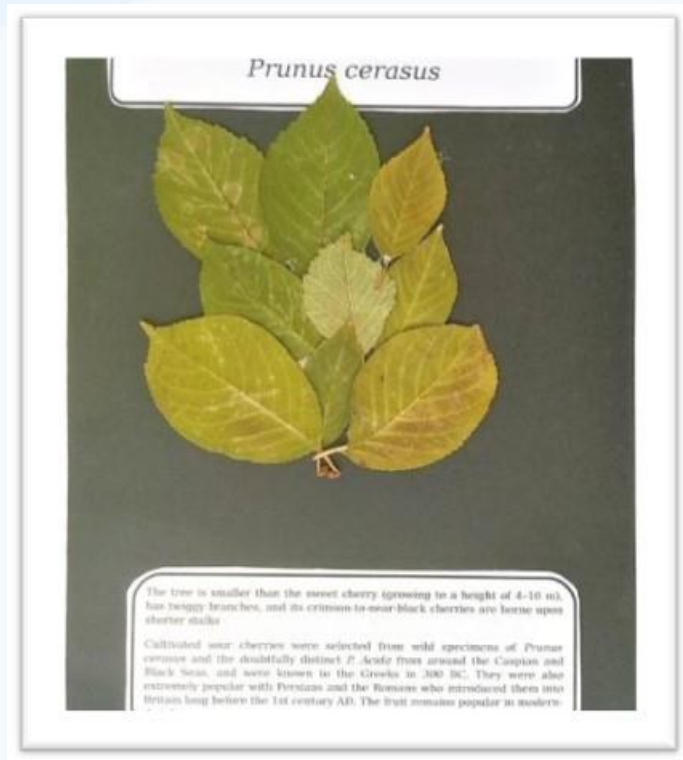 Prunus cerasus
The tree is smaller than the sweet cherry (growing to a height of 4–10 m),
has twiggy branches, and its crimson-to-near-black cherries are borne upon
shorter stalks
Cultivated sour cherries were selected from wild specimens of Prunus
cerasus and the doubtfully distinct P. Acida from around the Caspian and
Black Seas, and were known to the Greeks in 300 BC. They were also
extremely popular with Persians and the Romans who introduced them into
Britain long before the 1st century AD. The fruit remains popular in modern-